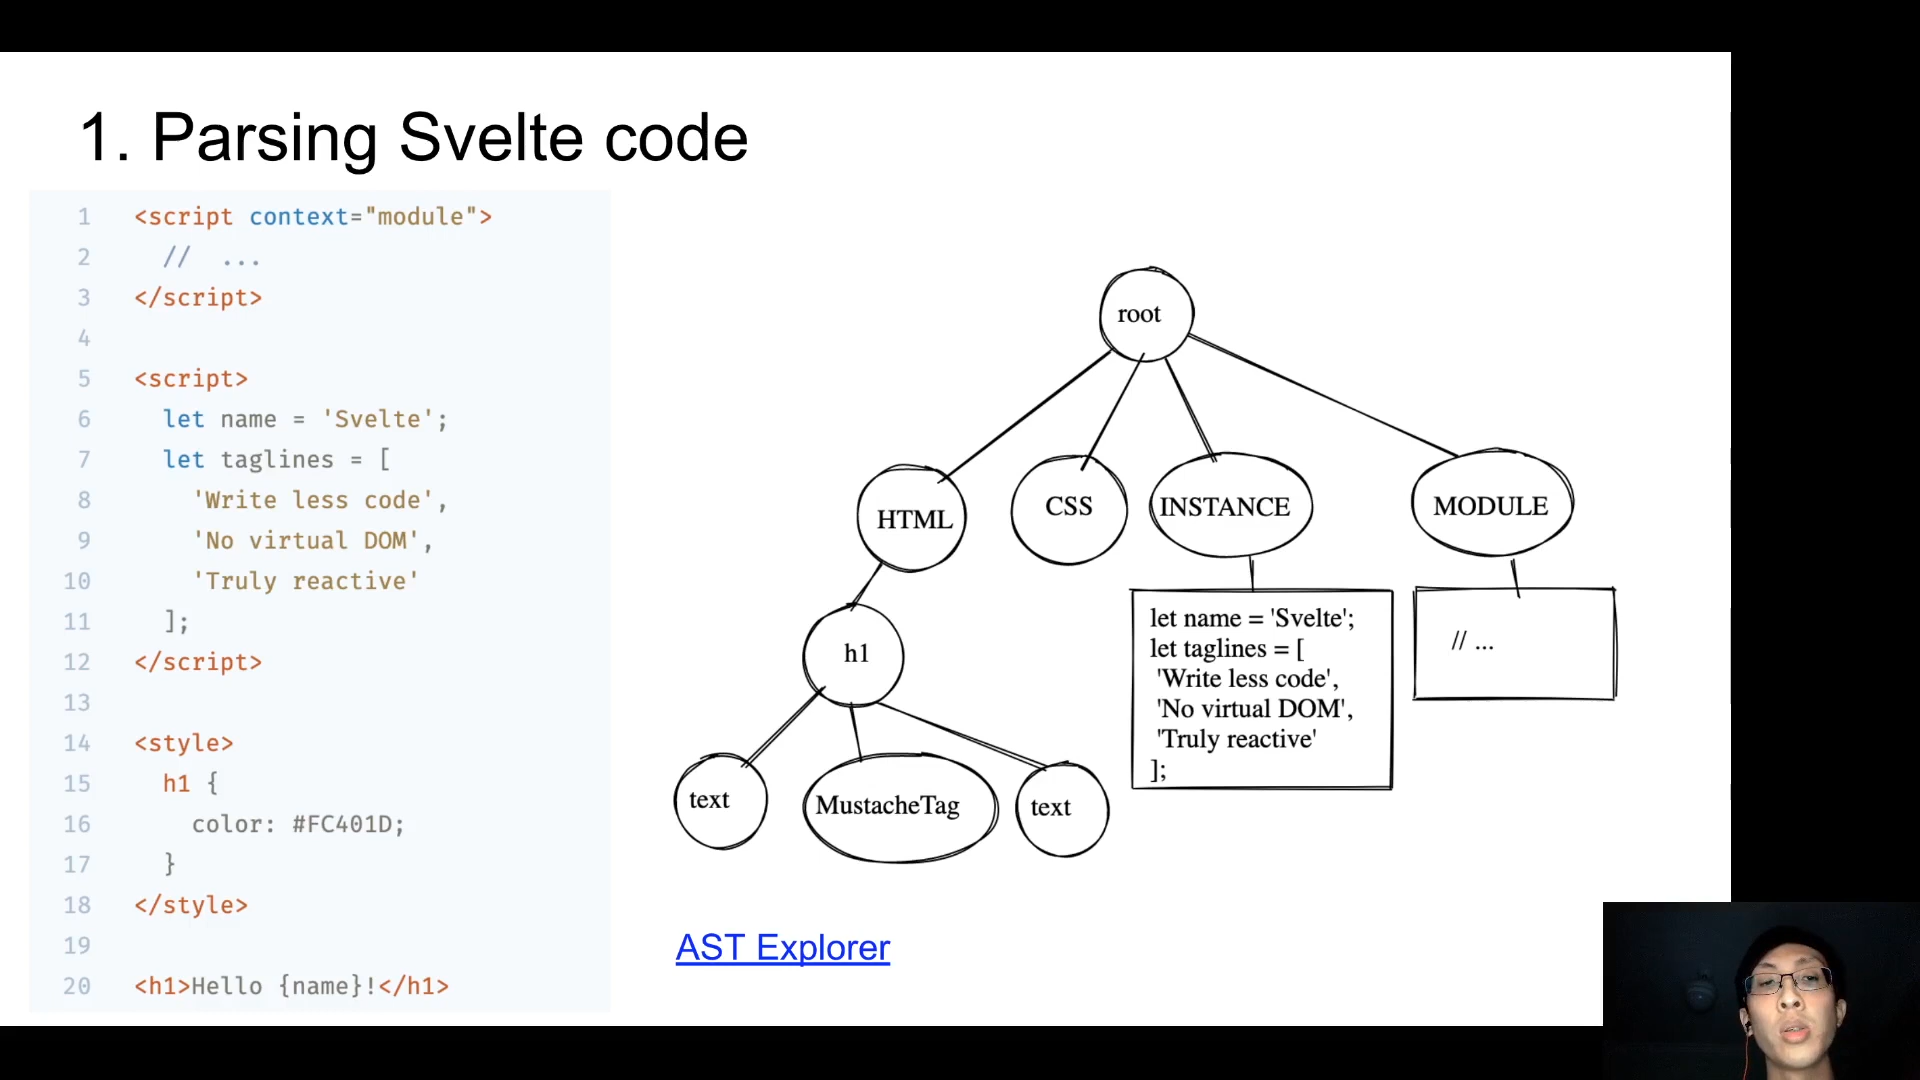 1. Parsing Svelte code
1 <script context="module">
2 // ...
3 </script>
4
5 <script>
6 let name = 'Svelte';
7 let taglines = [
8 'Write less code',
9 'No virtual DOM',
10 'Truly reactive'
11 ];
12 </script>
13
14 <style>
15 h1 {
16 color: #FC401D;
17 }
18 </style>
19
20 <h1>Hello {name}!</h1>
root
HTML
CSS
INSTANCE
MODULE
h1
text
MustacheTag
text
let name = 'Svelte';
let taglines = [
'Write less code',
'No virtual DOM',
'Truly reactive'
];
// ...
AST Explorer